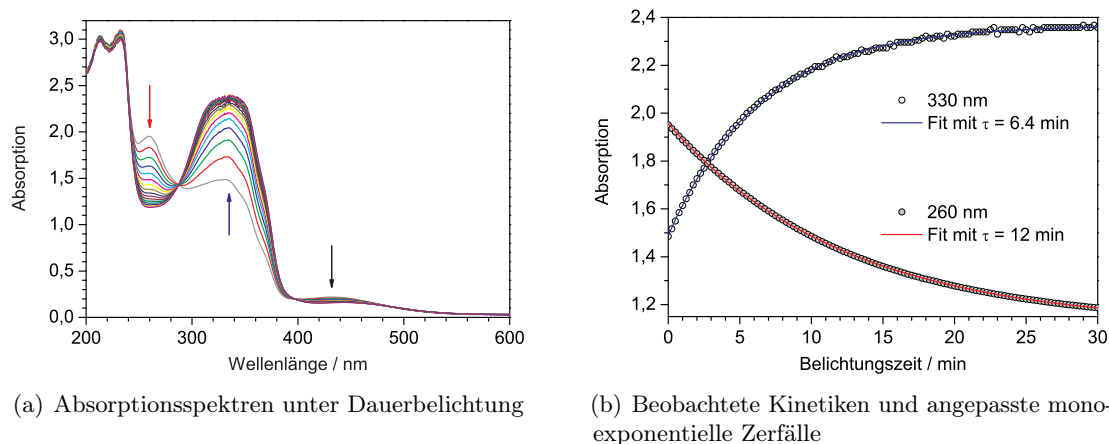 3,0
2,5
2,0
1,5
1,0
0,5
0,0
Absorption
200 300 400 500 600
Wellenlänge / nm
(a) Absorptionsspektren unter Dauerbelichtung
2,4
2,2
2,0
1,8
1,6
1,4
1,2
Absorption
330 nm
Fit mit τ = 6.4 min
260 nm
Fit mit τ = 12 min
0 5 10 15 20 25 30
Belichtungszeit / min
(b) Beobachtete Kinetiken und angepasste mono-
exponentielle Zerfälle